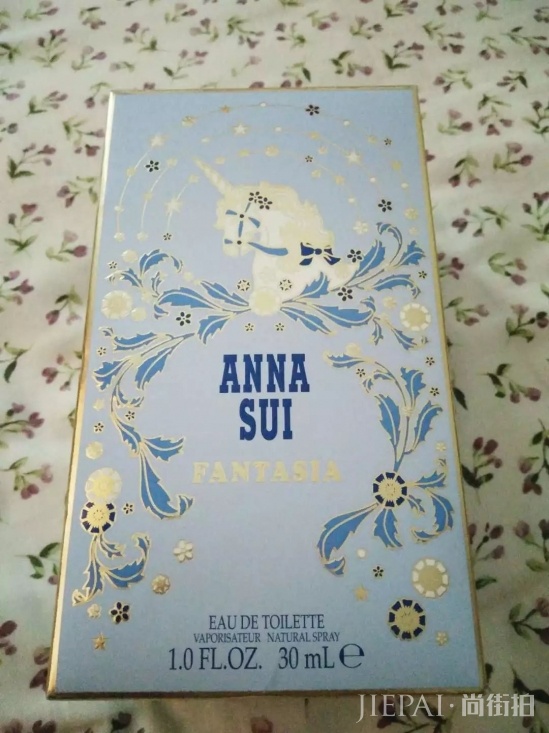 ANNA
SUI
FANTASIA
EAU DE TOILETTE
VAPORISATEUR NATURAL SPRAY
1.0 FL.OZ. 30 mL ℮
JIEPAI·尚街拍